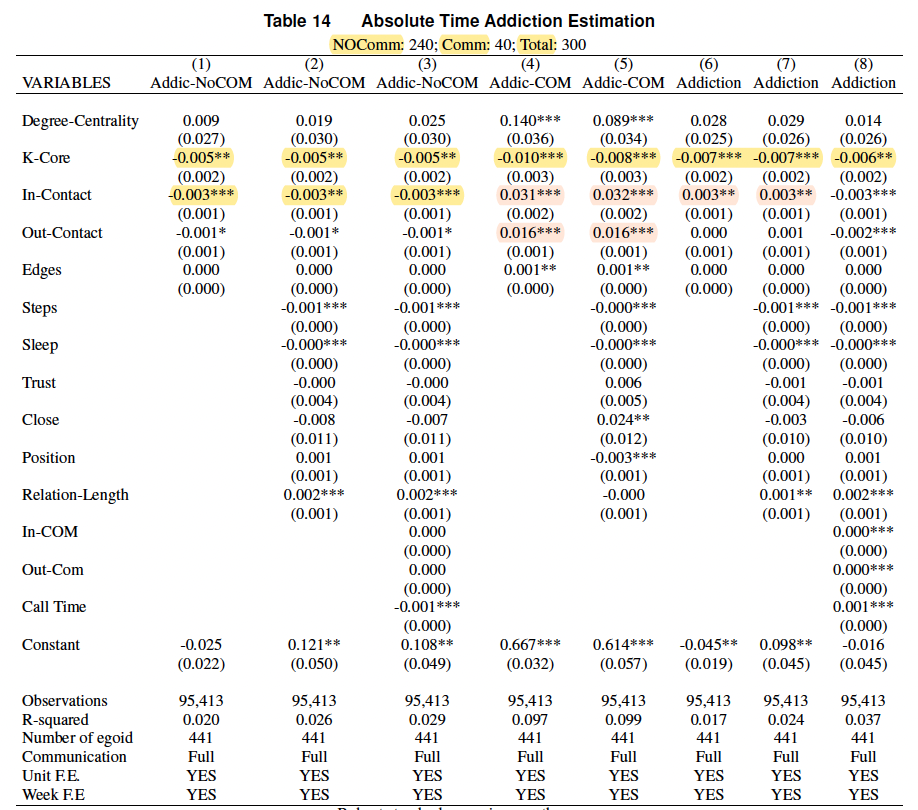 Table 14 Absolute Time Addiction Estimation
NOComm: 240; Comm: 40; Total: 300
(1) (2) (3) (4) (5) (6) (7) (8)
VARIABLES Addic-NoCOM Addic-NoCOM Addic-NoCOM Addic-COM Addic-COM Addiction Addiction Addiction
Degree-Centrality 0.009 0.019 0.025 0.140*** 0.089*** 0.028 0.029 0.014
(0.027) (0.030) (0.030) (0.036) (0.034) (0.025) (0.026) (0.026)
K-Core -0.005** -0.005** -0.005** -0.010*** -0.008*** -0.007*** -0.007*** -0.006**
(0.002) (0.002) (0.002) (0.003) (0.003) (0.002) (0.002) (0.002)
In-Contact -0.003*** -0.003** -0.003*** 0.031*** 0.032*** 0.003** 0.003** -0.003***
(0.001) (0.001) (0.001) (0.002) (0.002) (0.001) (0.001) (0.001)
Out-Contact -0.001* -0.001* -0.001* 0.016*** 0.016*** 0.000 0.001 -0.002***
(0.001) (0.001) (0.001) (0.001) (0.001) (0.001) (0.001) (0.001)
Edges 0.000 0.000 0.000 0.001** 0.001** 0.000 0.000 0.000
(0.000) (0.000) (0.000) (0.000) (0.000) (0.000) (0.000) (0.000)
Steps -0.001*** -0.001*** -0.000*** -0.001*** -0.001***
(0.000) (0.000) (0.000) (0.000) (0.000)
Sleep -0.000*** -0.000*** -0.000*** -0.000*** -0.000***
(0.000) (0.000) (0.000) (0.000) (0.000)
Trust -0.000 -0.000 0.006 -0.001 -0.001
(0.004) (0.004) (0.005) (0.004) (0.004)
Close -0.008 -0.007 0.024** -0.003 -0.006
(0.011) (0.011) (0.012) (0.010) (0.010)
Position 0.001 0.001 -0.003*** 0.000 0.001
(0.001) (0.001) (0.001) (0.001) (0.001)
Relation-Length 0.002*** 0.002*** -0.000 0.001** 0.002***
(0.001) (0.001) (0.001) (0.001) (0.001)
In-COM 0.000 0.000***
(0.000) (0.000)
Out-Com 0.000 0.000***
(0.000) (0.000)
Call Time -0.001*** 0.001***
(0.000) (0.000)
Constant -0.025 0.121** 0.108** 0.667*** 0.614*** -0.045** 0.098** -0.016
(0.022) (0.050) (0.049) (0.032) (0.057) (0.019) (0.045) (0.045)
Observations 95,413 95,413 95,413 95,413 95,413 95,413 95,413 95,413
R-squared 0.020 0.026 0.029 0.097 0.099 0.017 0.024 0.037
Number of egoid 441 441 441 441 441 441 441 441
Communication Full Full Full Full Full Full Full Full
Unit F.E. YES YES YES YES YES YES YES YES
Week F.E YES YES YES YES YES YES YES YES